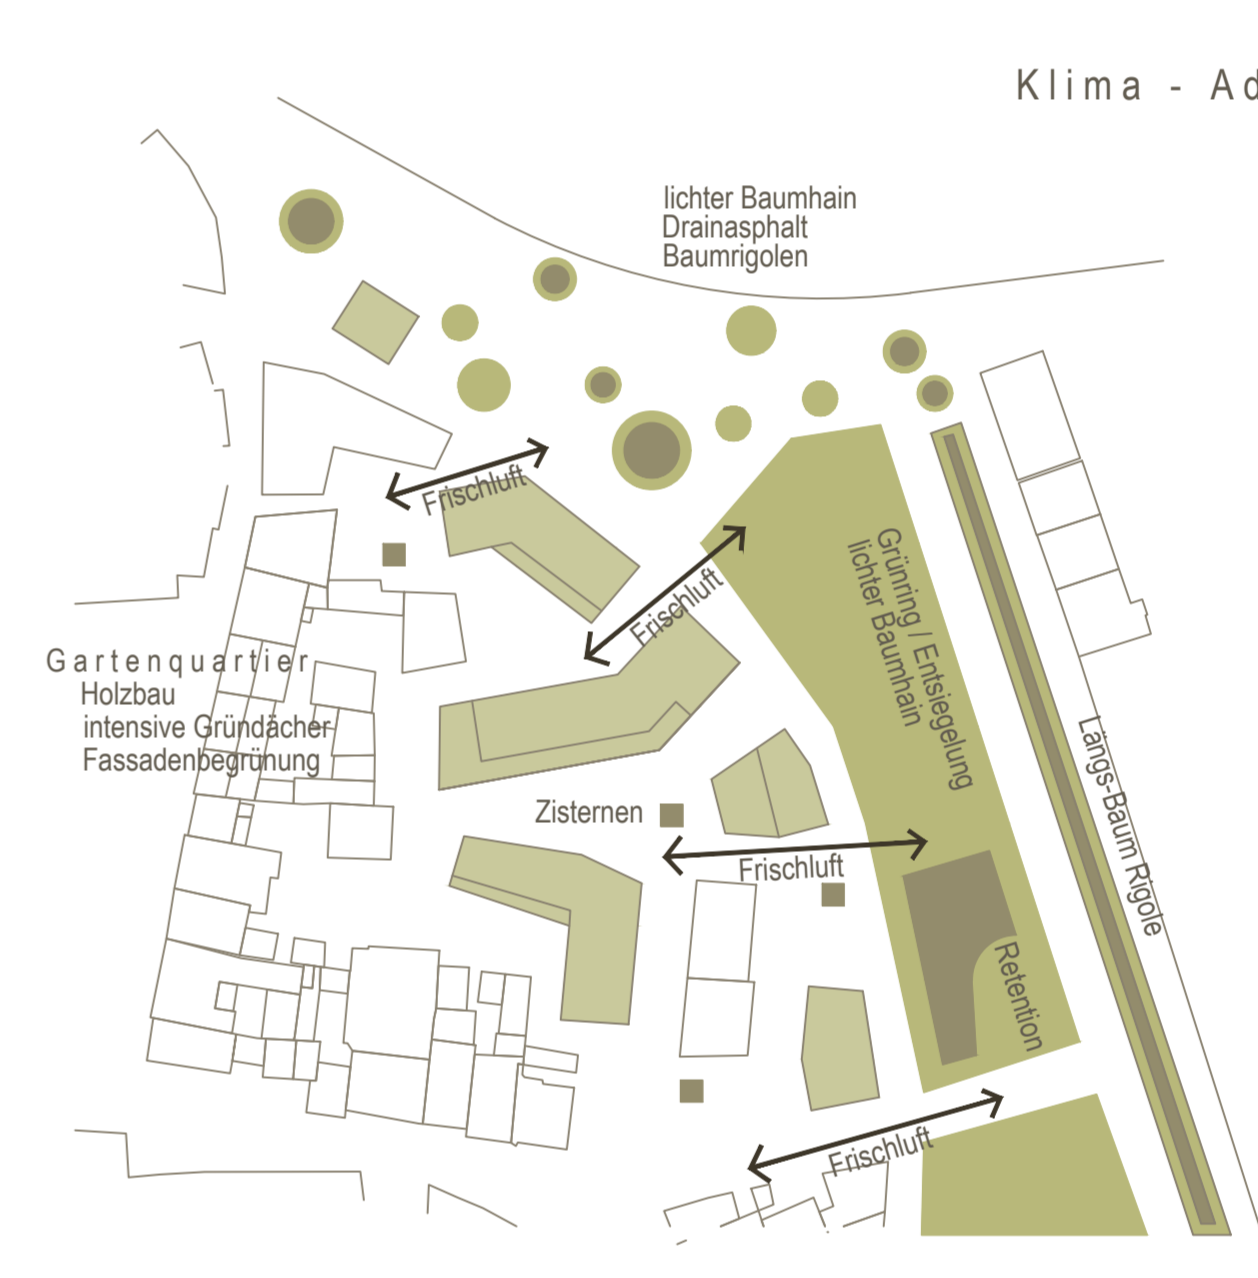 Klima - Ad
lichter Baumhain
Drainasphalt
Baumrigolen
Frischluft
Frischluft
Grünring / Entsiegelung
lichter Baumhain
Gartenquartier
Holzbau
intensive Gründächer
Fassadenbegrünung
Längs-Baum Rigole
Zisternen
Frischluft
Retention
Frischluft